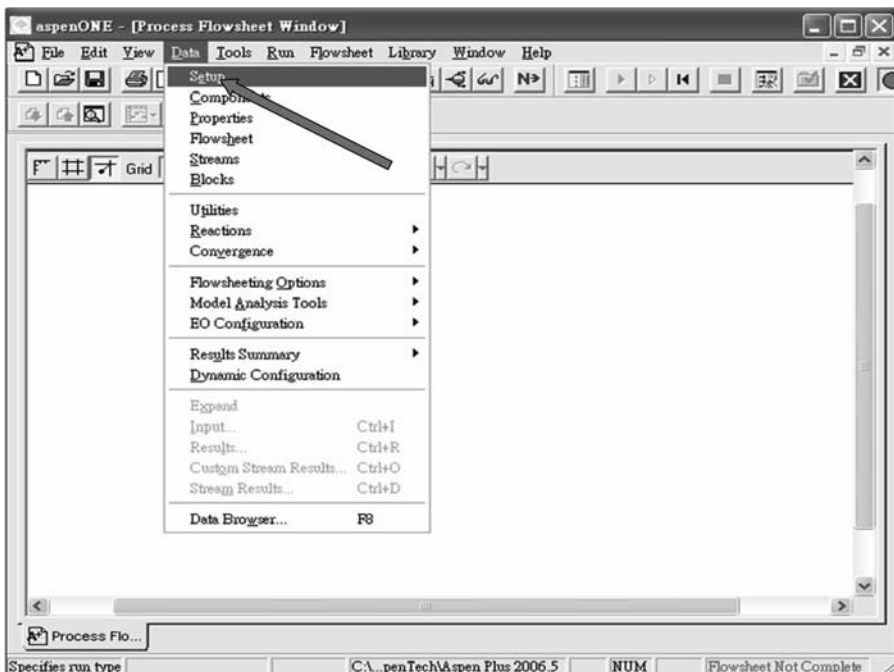 aspenONE - [Process Flowsheet Window]
File Edit View Data Tools Run Flowsheet Library Window Help
N
Setup
Components
Properties
Flowsheet
Streams
Blocks
Grid
Utilities
Reactions
Convergence
Flowsheeting Options
Model Analysis Tools
EO Configuration
Results Summary
Dynamic Configuration
Expand
Input... Ctrl+I
Results... Ctrl+R
Custom Stream Results... Ctrl+O
Stream Results... Ctrl+D
Data Browser... F8
Process Flo...
Specifies run type C:\...penTech\Aspen Plus 2006.5 NUM Flowsheet Not Complete